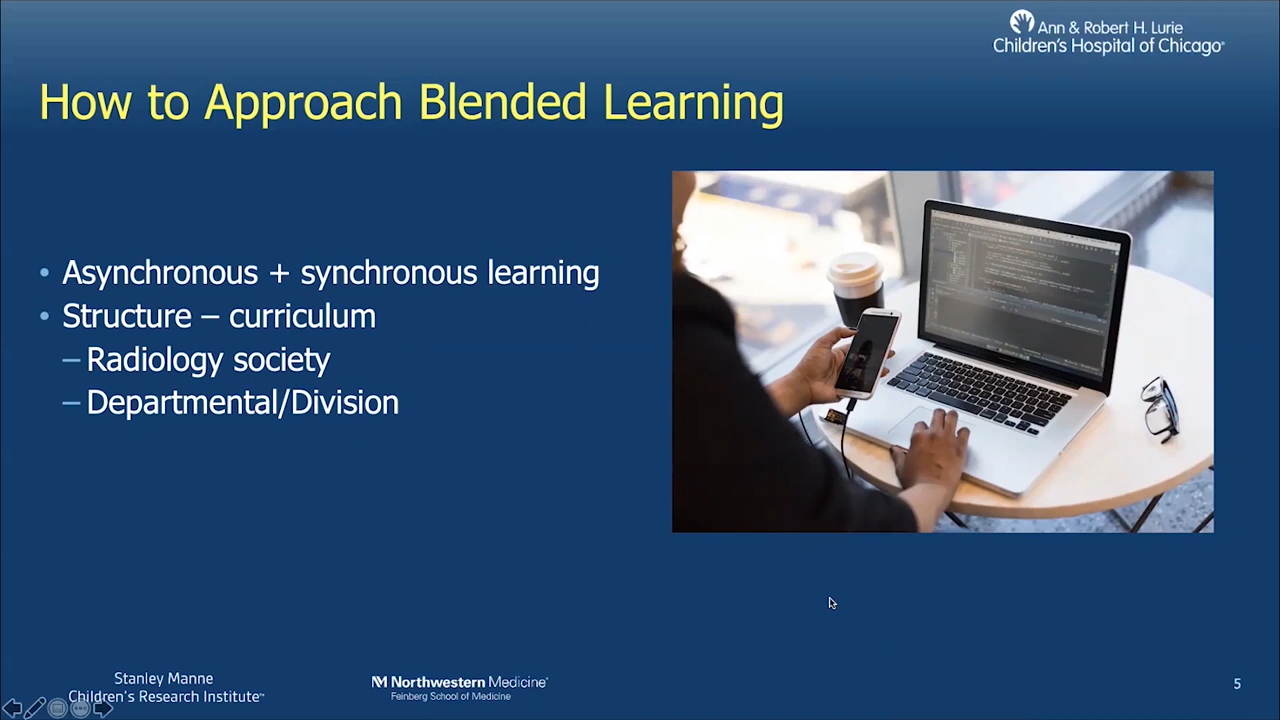 Ann & Robert H. Lurie
Children's Hospital of Chicago®
How to Approach Blended Learning
• Asynchronous + synchronous learning
• Structure – curriculum
– Radiology society
– Departmental/Division
Stanley Manne
Children's Research Institute™
Northwestern Medicine®
Feinberg School of Medicine
5